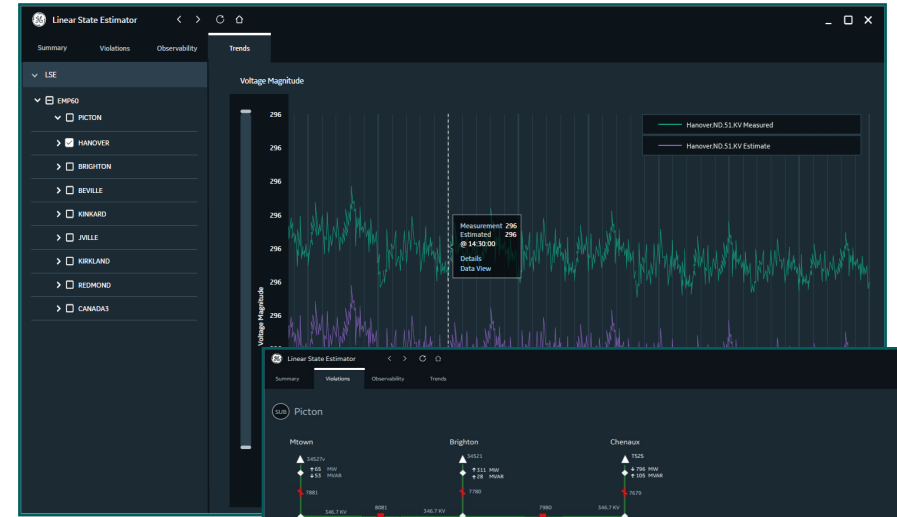 Linear State Estimator
Summary Violations Observability Trends
LSE
EMP60
PICTON
HANOVER
BRIGHTON
BEVILLE
KINKARD
JVILLE
KIRKLAND
REDMOND
CANADA3
Voltage Magnitude
296
296
296
296
296
296
296
Voltage Magnitude
Hanover.ND.51.KV Measured
Hanover.ND.51.KV Estimate
Measurement 296
Estimated 296
@ 14:30:00
Details
Data View
Linear State Estimator
Summary Violations Observability Trends
SUB Picton
Mtown Brighton Chenaux
34527v 34521 T525
65 MW 311 MW 796 MW
53 MVAR 28 MVAR 105 MVAR
7881 7780 7679
346.7 KV 8081 346.7 KV 7980 346.7 KV